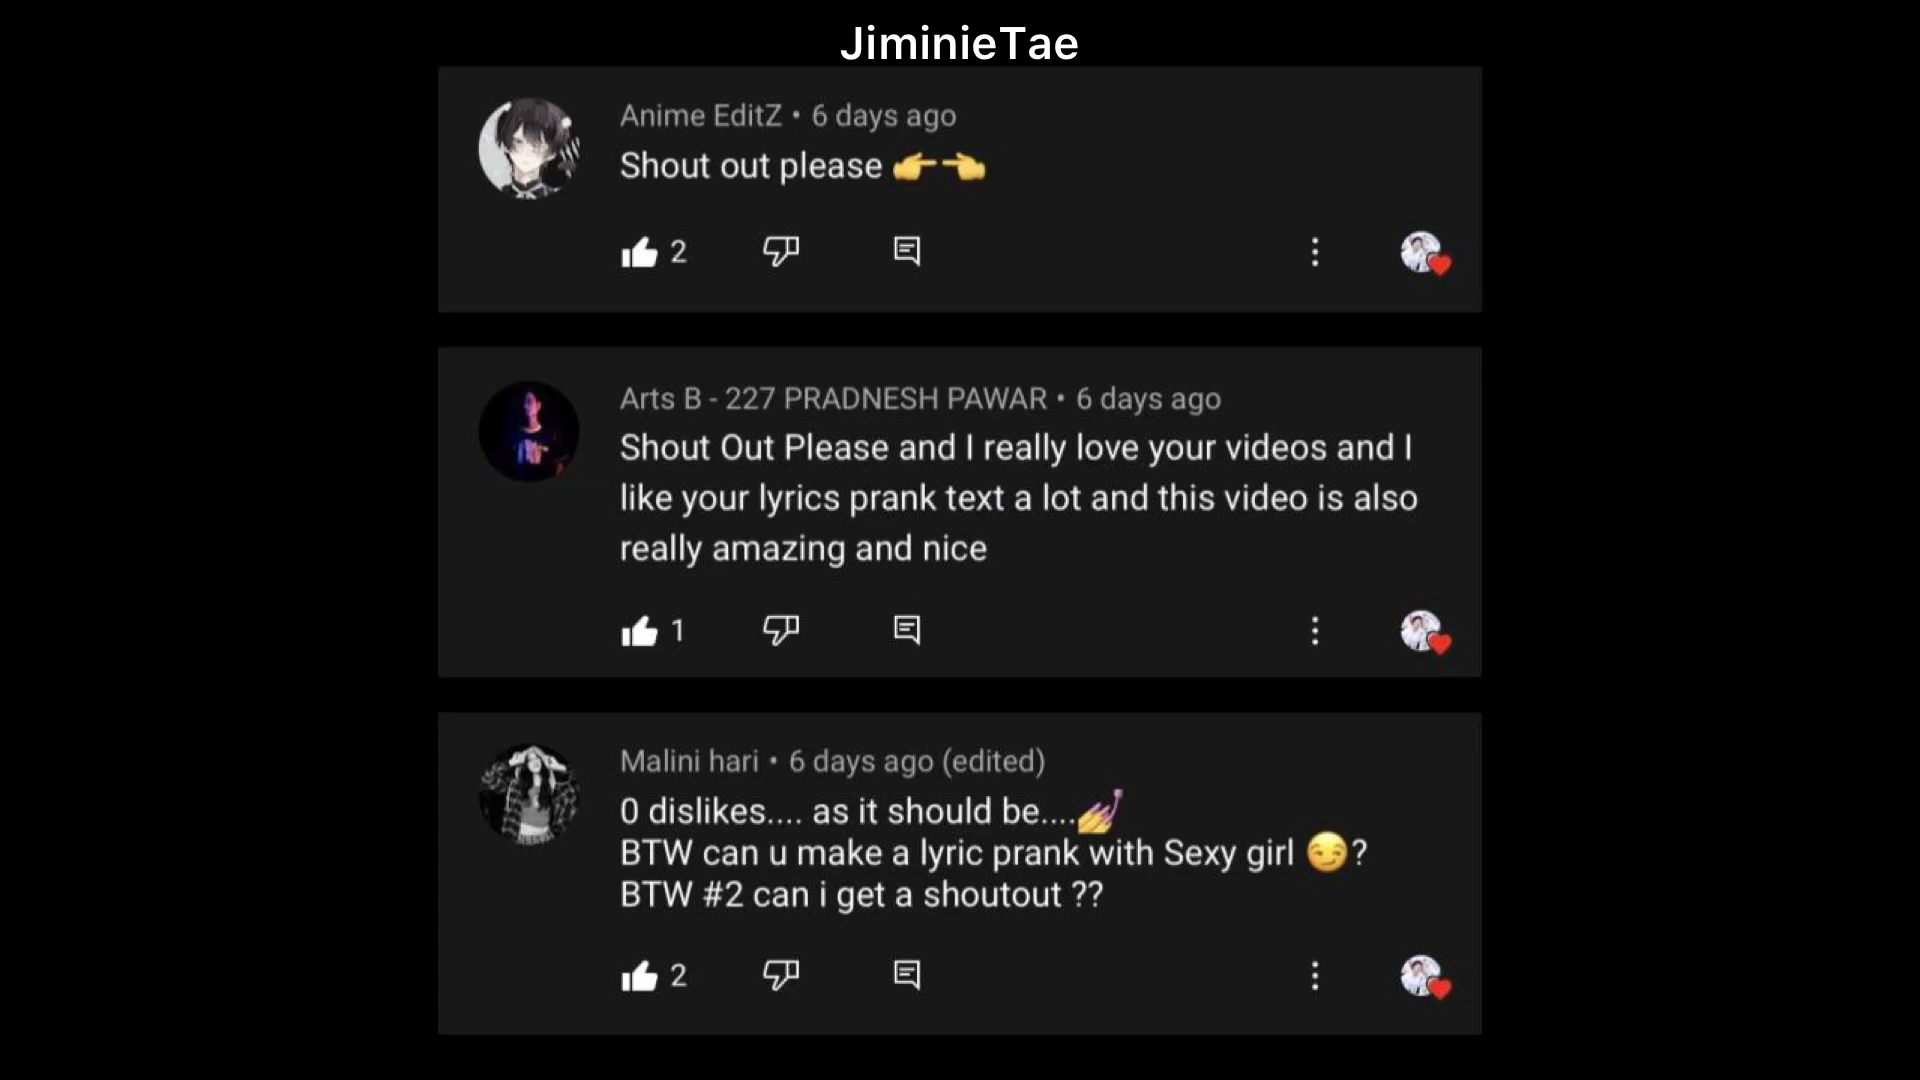 JiminieTae
Anime EditZ • 6 days ago
Shout out please 👉👈
2
Arts B - 227 PRADNESH PAWAR • 6 days ago
Shout Out Please and I really love your videos and I
like your lyrics prank text a lot and this video is also
really amazing and nice
1
Malini hari • 6 days ago (edited)
0 dislikes.... as it should be....💅
BTW can u make a lyric prank with Sexy girl 😏?
BTW #2 can i get a shoutout ??
2